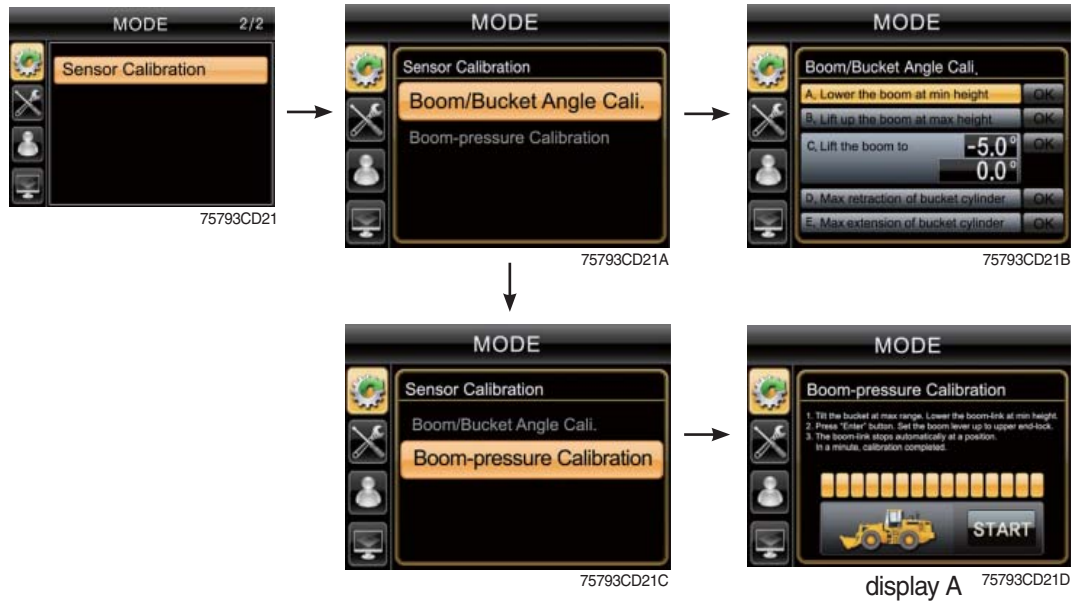 MODE 2/2
Sensor Calibration
75793CD21
MODE
Sensor Calibration
Boom/Bucket Angle Cali.
Boom-pressure Calibration
75793CD21A
MODE
Boom/Bucket Angle Cali.
A, Lower the boom at min height OK
B, Lift up the boom at max height OK
C, Lift the boom to -5.0° OK
0.0°
D, Max retraction of bucket cylinder OK
E, Max extension of bucket cylinder OK
75793CD21B
MODE
Sensor Calibration
Boom/Bucket Angle Cali.
Boom-pressure Calibration
75793CD21C
MODE
Boom-pressure Calibration
1. Tilt the bucket at max range. Lower the boom-link at min height.
2. Press "Enter" button. Set the boom lever up to upper end-lock.
3. The boom-link stops automatically at a position.
In a minute, calibration completed.
START
display A 75793CD21D